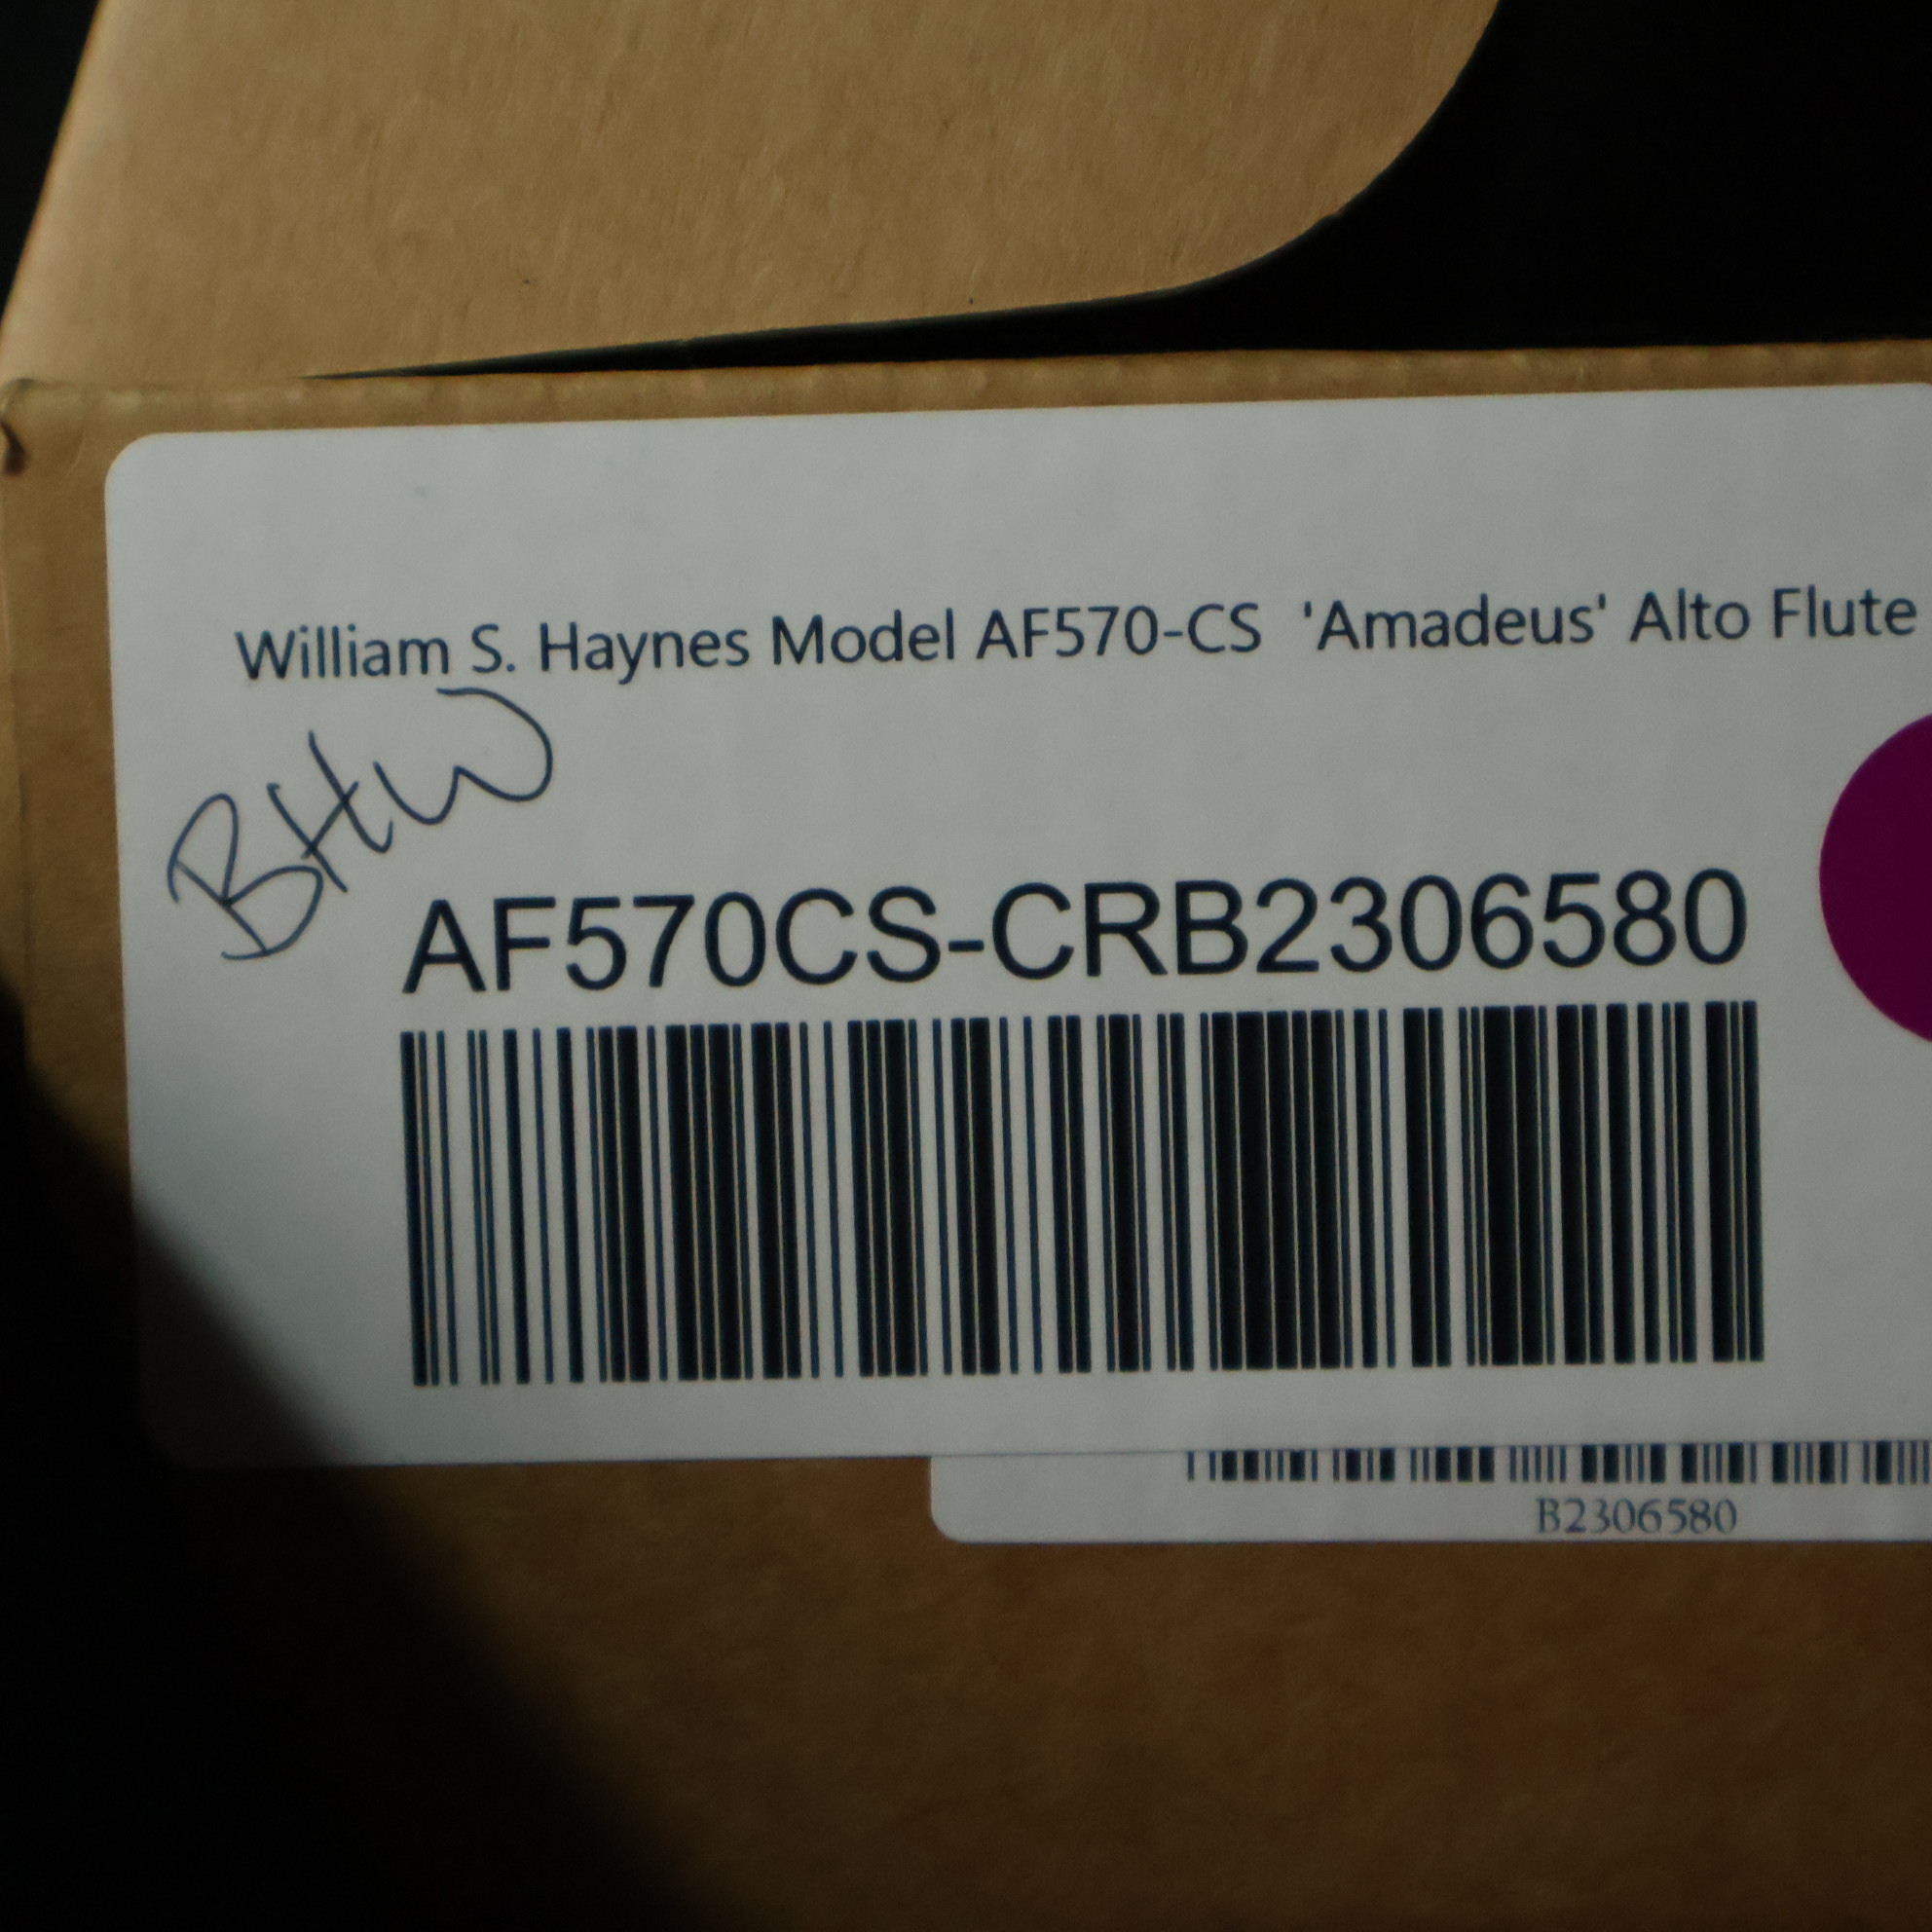 William S. Haynes Model AF570-CS 'Amadeus' Alto Flute
BHW
AF570CS-CRB2306580
B2306580